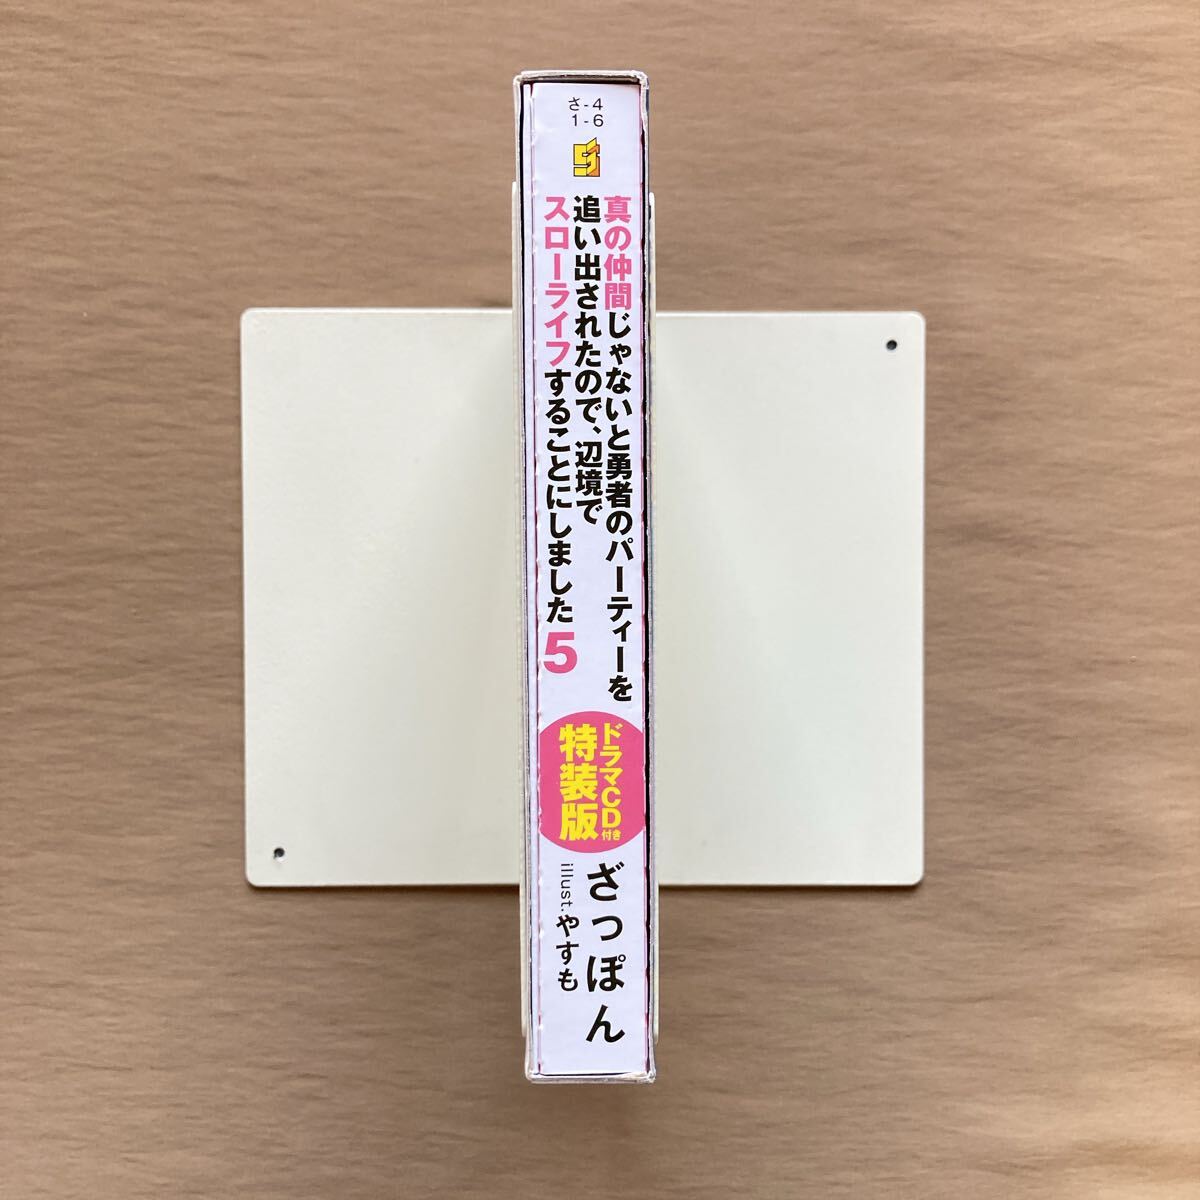 さ-4
1-6
真の仲間じゃないと勇者のパーティーを
追い出されたので、辺境で
スローライフすることにしました 5
ドラマCD付き
特装版
ざっぽん
illust.やすも